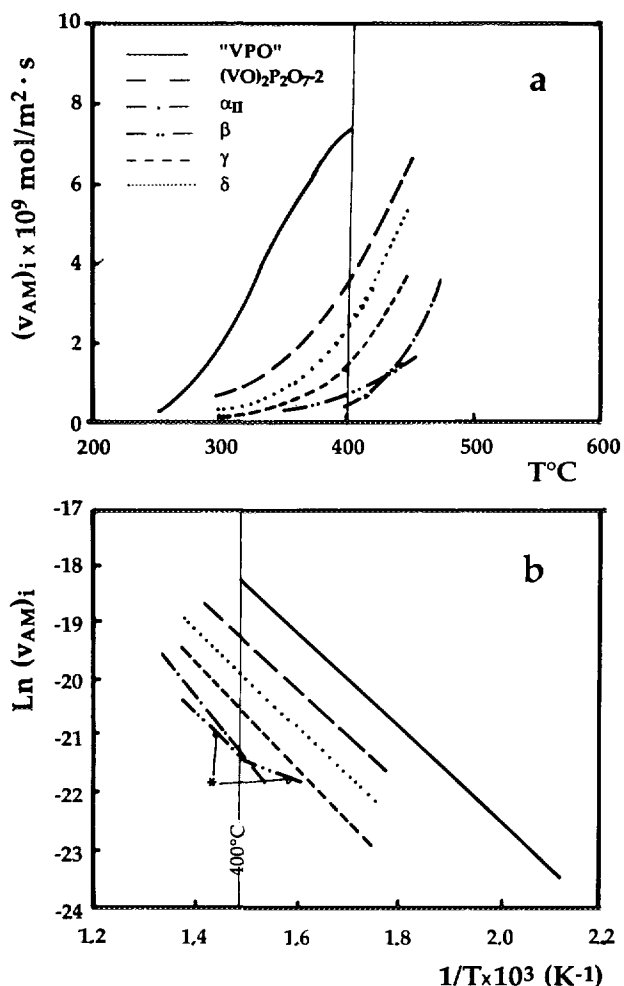 10
8
6
4
2
0
(vAM)i x 10⁹ mol/m² · s
"VPO"
(VO)₂P₂O₇-2
αII
β
γ
δ
a
200 300 400 500 600
T°C
-17
-18
-19
-20
-21
-22
-23
-24
Ln (vAM)i
b
*
400°C
1.2 1.4 1.6 1.8 2.0 2.2
1/Tx10³ (K⁻¹)